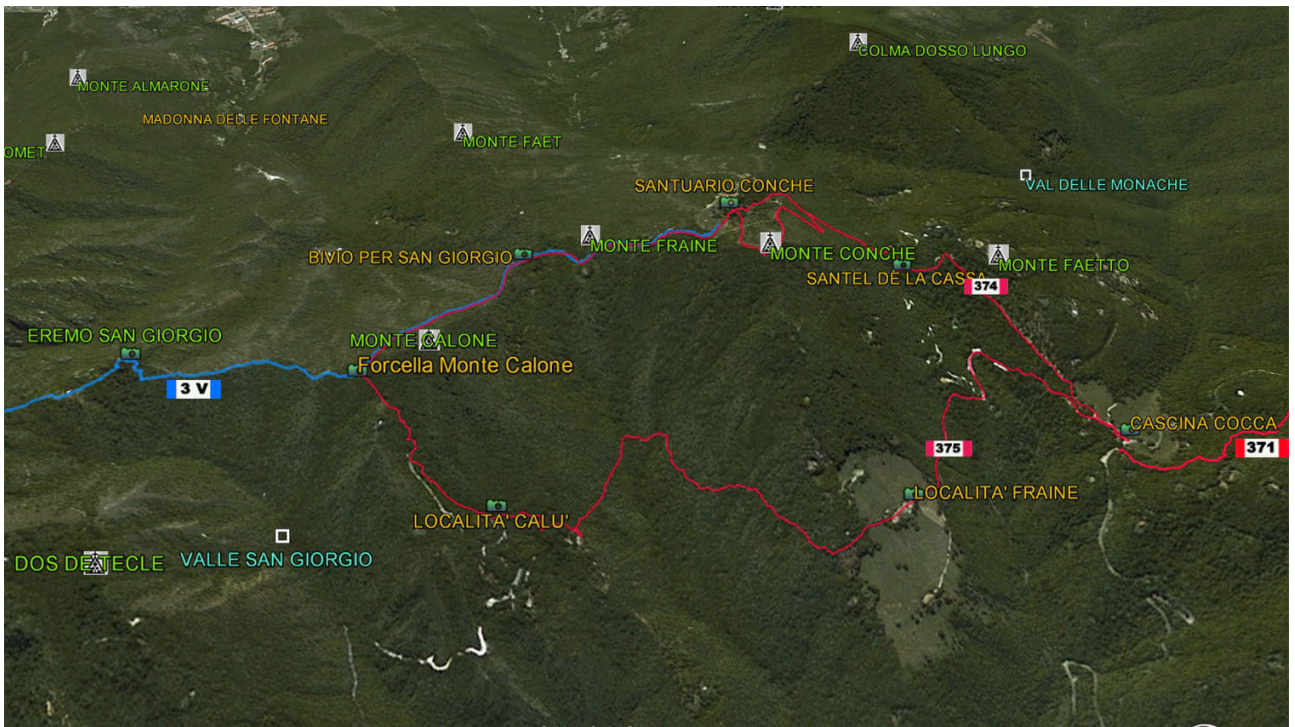 COLMA DOSSO LUNGO
MONTE ALMARONE
MADONNA DELLE FONTANE
MONTE FAET
OMET
SANTUARIO CONCHE
VAL DELLE MONACHE
MONTE FRAINE
MONTE CONCHE
BIVIO PER SAN GIORGIO
MONTE FAETTO
SANTEL DE LA CASSA
374
EREMO SAN GIORGIO
MONTE CALONE
Forcella Monte Calone
3 V
CASCINA COCCA
375
371
LOCALITA' FRAINE
LOCALITA' CALU'
DOS DE TECLE
VALLE SAN GIORGIO